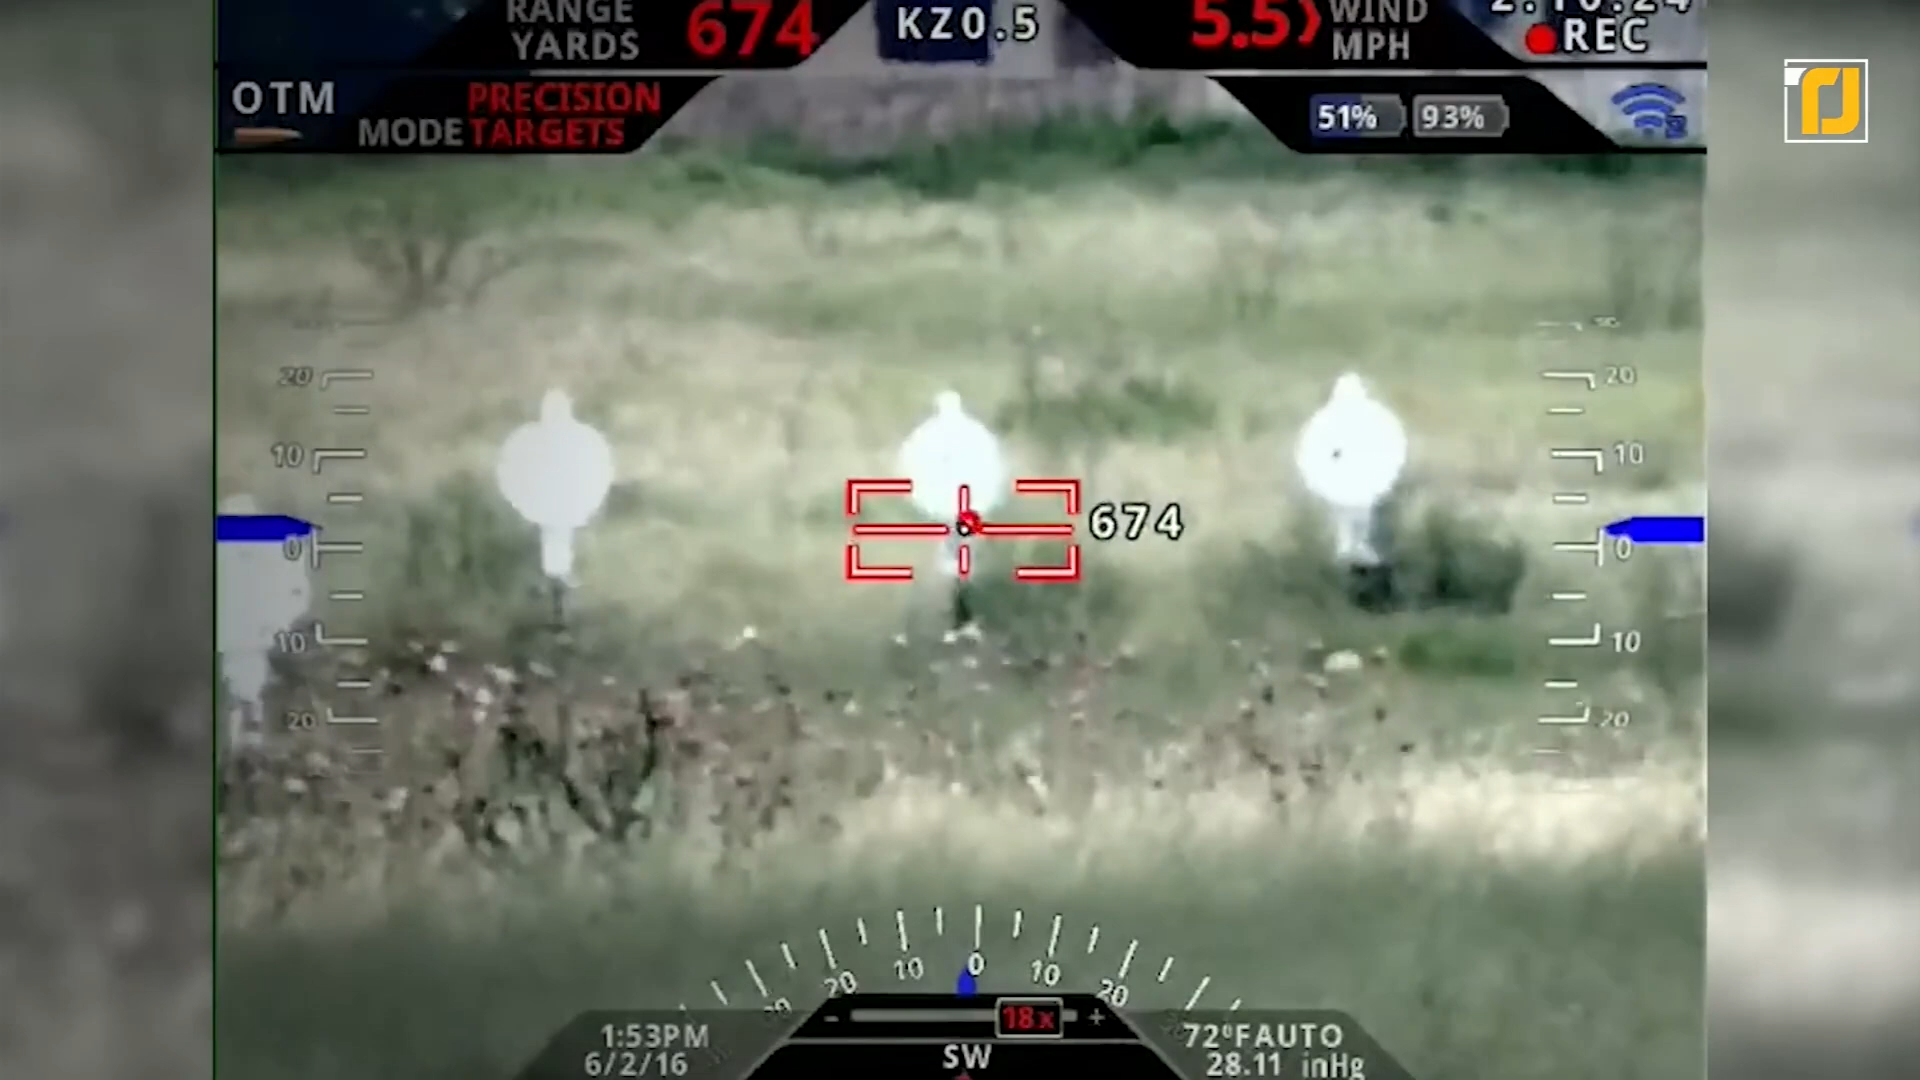 RANGE YARDS 674
KZ0.5
5.5 WIND MPH
REC
OTM
MODE PRECISION TARGETS
51% 93%
20
20
10
10
674
0
0
10
10
20
20
20 10 0 10 20
- 18x +
1:53PM
6/2/16
SW
72°F AUTO
28.11 inHg